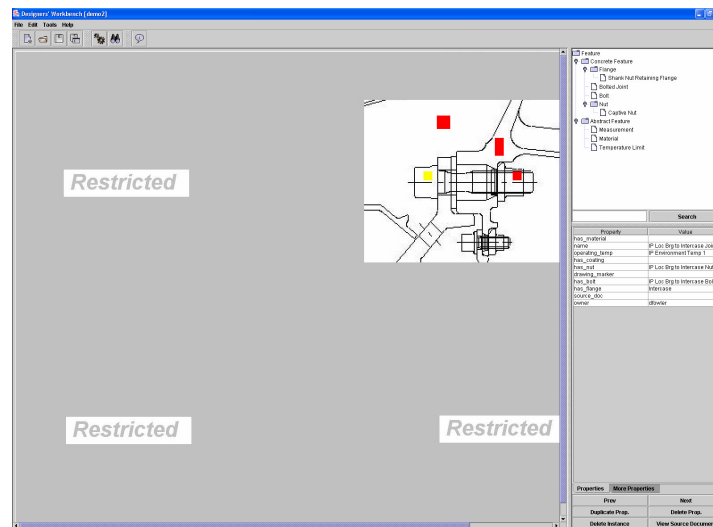 Designers' Workbench [demo2]
File Edit Tools Help
Feature
Concrete Feature
Flange
Shank Nut Retaining Flange
Bolted Joint
Bolt
Nut
Captive Nut
Abstract Feature
Measurement
Material
Temperature Limit
Restricted
Search
Property Value
has_material
name IP Loc Brg to Intercase Joi
operating_temp IP Environment Temp 1
has_coating
has_nut IP Loc Brg to Intercase Nut
drawing_marker
has_bolt IP Loc Brg to Intercase Bol
has_flange Intercase
source_doc
owner dfowler
Restricted
Restricted
Properties More Properties
Prev Next
Duplicate Prop. Delete Prop.
Delete Instance View Source Documen